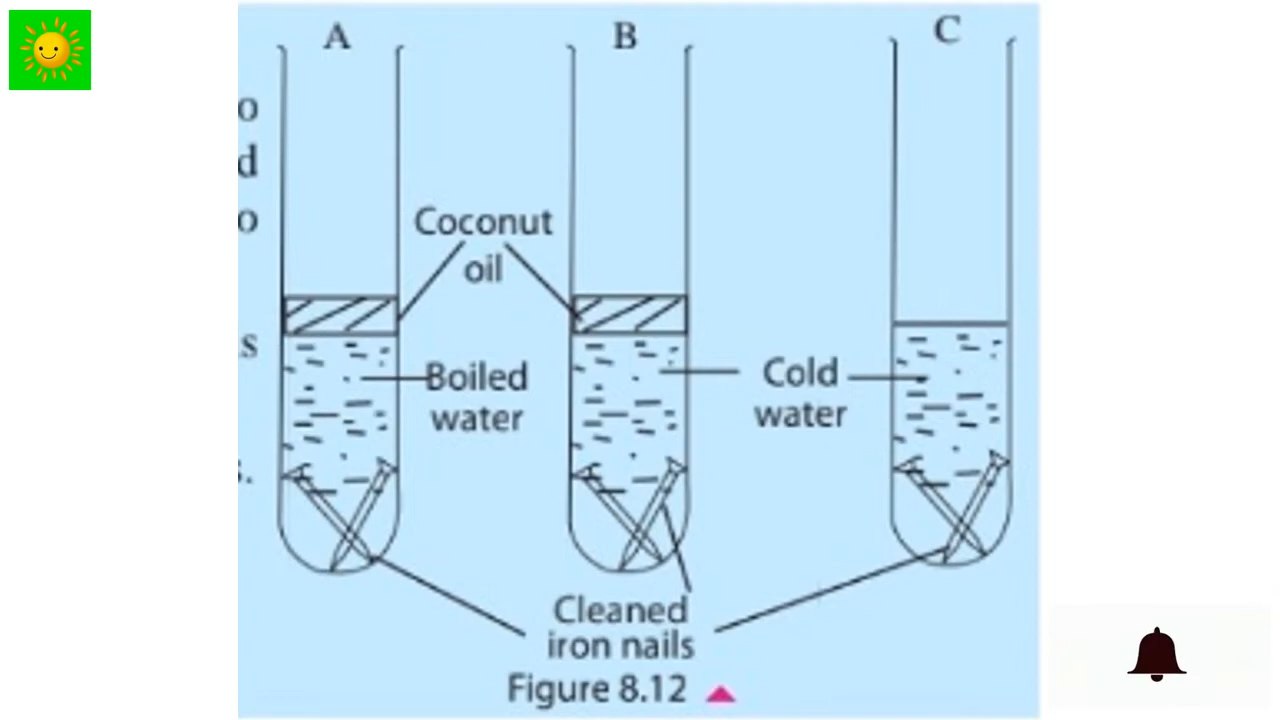 A B C
o
d
o
Coconut
oil
s
Boiled
water
Cold
water
s.
Cleaned
iron nails
Figure 8.12